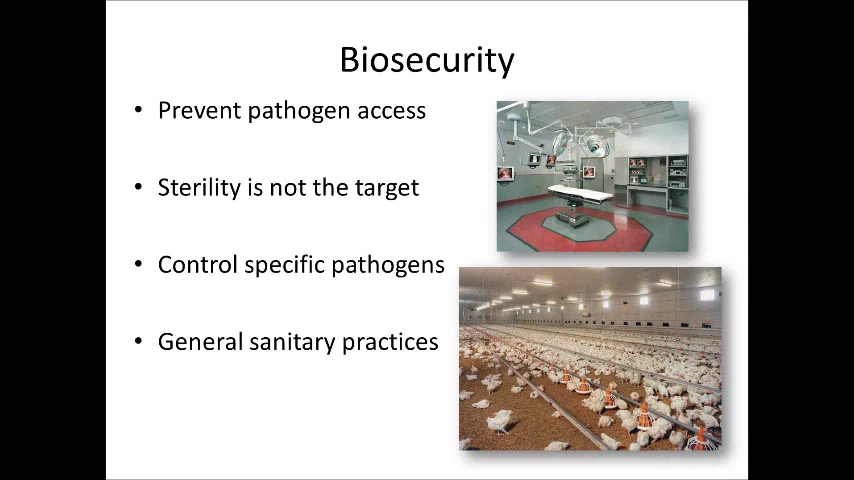 Biosecurity
• Prevent pathogen access
• Sterility is not the target
• Control specific pathogens
• General sanitary practices